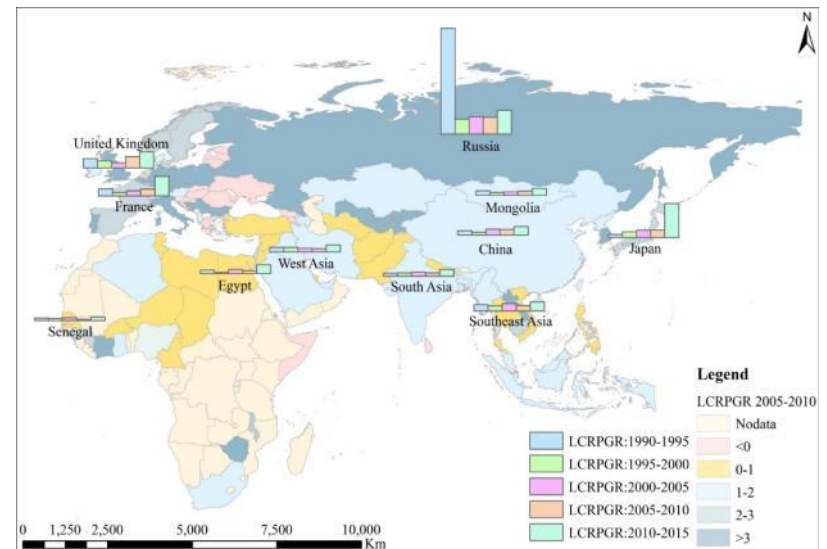 N
United Kingdom
Russia
France
Mongolia
China
Japan
West Asia
Egypt
South Asia
Senegal
Southeast Asia
Legend
LCRPGR 2005-2010
Nodata
<0
0-1
1-2
2-3
>3
LCRPGR:1990-1995
LCRPGR:1995-2000
LCRPGR:2000-2005
LCRPGR:2005-2010
LCRPGR:2010-2015
0 1,250 2,500 5,000 7,500 10,000
Km